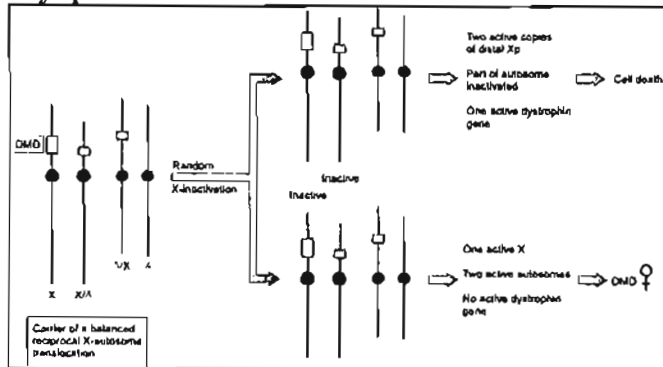 Two active copies
of distal Xp
Part of autosome
inactivated
Cell death
One active dystrophin
gene
DMD
Random
X-inactivation
Inactive
Inactive
X
X/A
A
One active X
Two active autosomes
DMD ♀
No active dystrophin
gene
Carrier of a balanced
reciprocal X-autosome
translocation